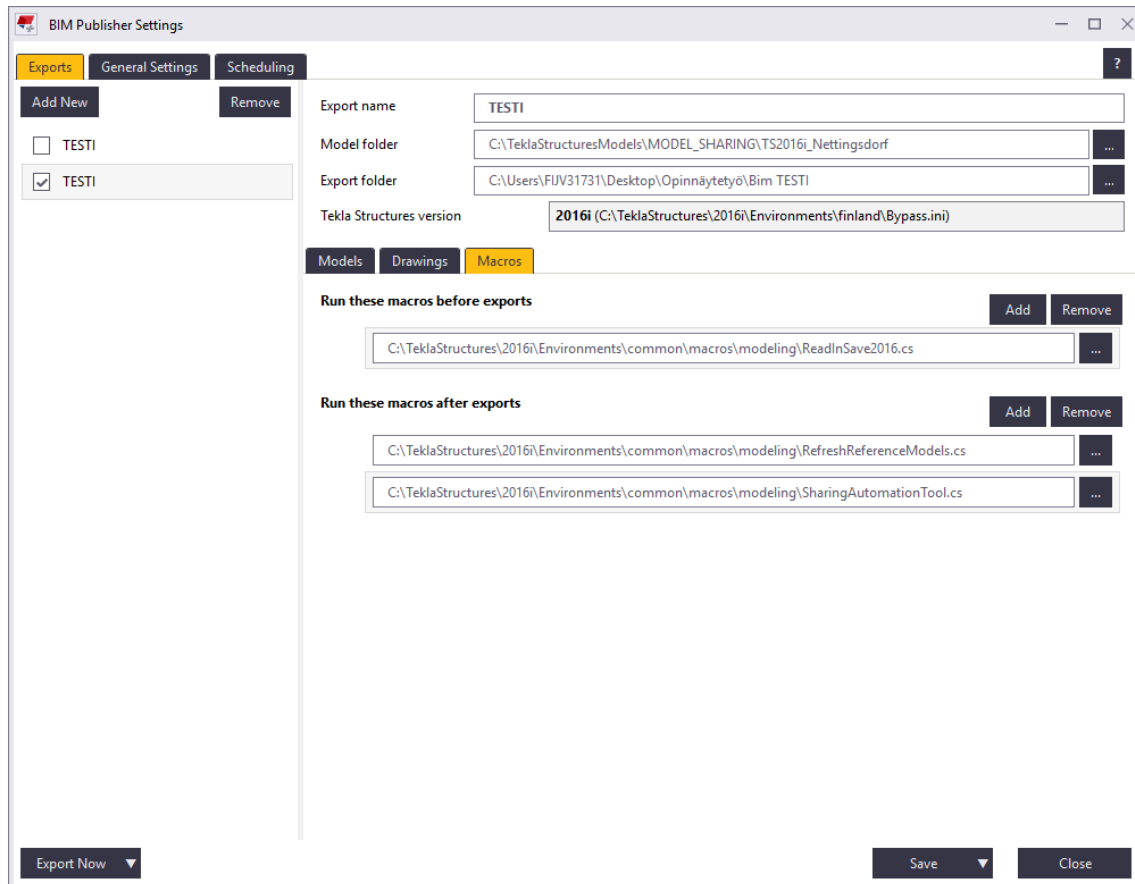 BIM Publisher Settings
Exports General Settings Scheduling ?
Add New Remove
TESTI
TESTI
Export name TESTI
Model folder C:\TeklaStructuresModels\MODEL_SHARING\TS2016i_Nettingsdorf ...
Export folder C:\Users\FIJV31731\Desktop\Opinnäytetyö\Bim TESTI ...
Tekla Structures version 2016i (C:\TeklaStructures\2016i\Environments\finland\Bypass.ini)
Models Drawings Macros
Run these macros before exports
Add Remove
C:\TeklaStructures\2016i\Environments\common\macros\modeling\ReadInSave2016.cs ...
Run these macros after exports
Add Remove
C:\TeklaStructures\2016i\Environments\common\macros\modeling\RefreshReferenceModels.cs ...
C:\TeklaStructures\2016i\Environments\common\macros\modeling\SharingAutomationTool.cs ...
Export Now Save Close